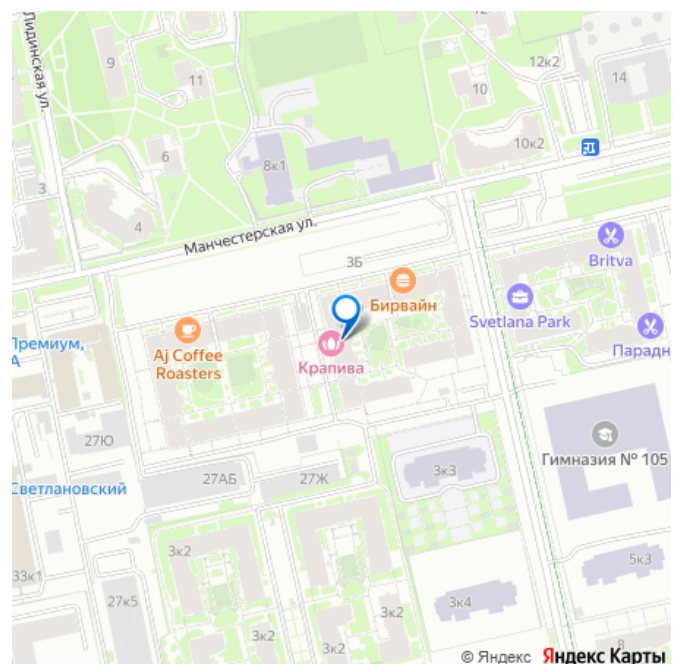 Лидинская ул.
9
11
12
12к2
14
10
10к2
6
8к1
3
4
Манчестерская ул.
3Б
Britva
Бирвайн
Svetlana Park
Премиум,
А
Aj Coffee
Roasters
Крапива
Парадн
27Ю
Гимназия № 105
27АБ
27Ж
3к3
Светлановский
3к2
5к3
33к1
27к5
3к2
3к4
3к2
3к2
8
© Яндекс Яндекс Карты